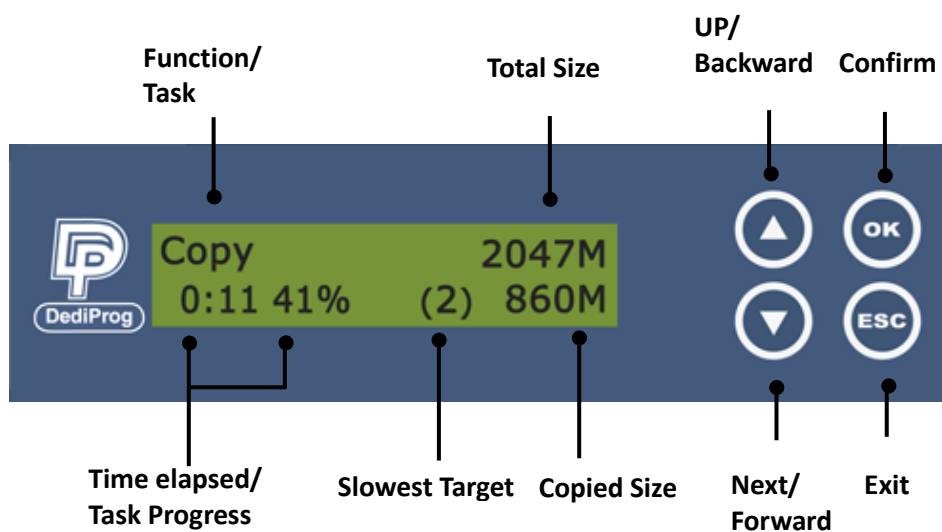 UP/
Function/
Total Size
Backward
Confirm
Task
Copy
2047M
OK
0:11 41%
(2)
860M
DediProg
ESC
Time elapsed/
Task Progress
Slowest Target
Copied Size
Next/
Forward
Exit